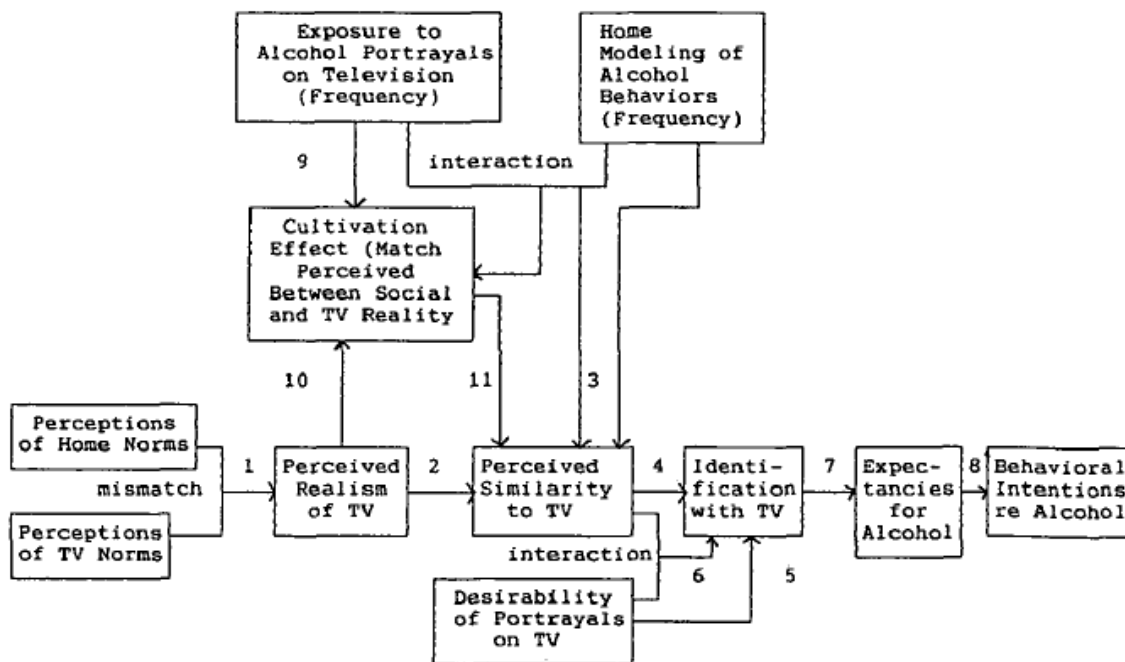 Exposure to
Alcohol Portrayals
on Television
(Frequency)
Home
Modeling of
Alcohol
Behaviors
(Frequency)
9
interaction
Cultivation
Effect (Match
Perceived
Between Social
and TV Reality
10
11
3
Perceptions
of Home Norms
mismatch
Perceptions
of TV Norms
1
Perceived
Realism
of TV
2
Perceived
Similarity
to TV
4
Identi-
fication
with TV
7
Expec-
tancies
for
Alcohol
8
Behavioral
Intentions
re Alcohol
interaction
6
5
Desirability
of Portrayals
on TV